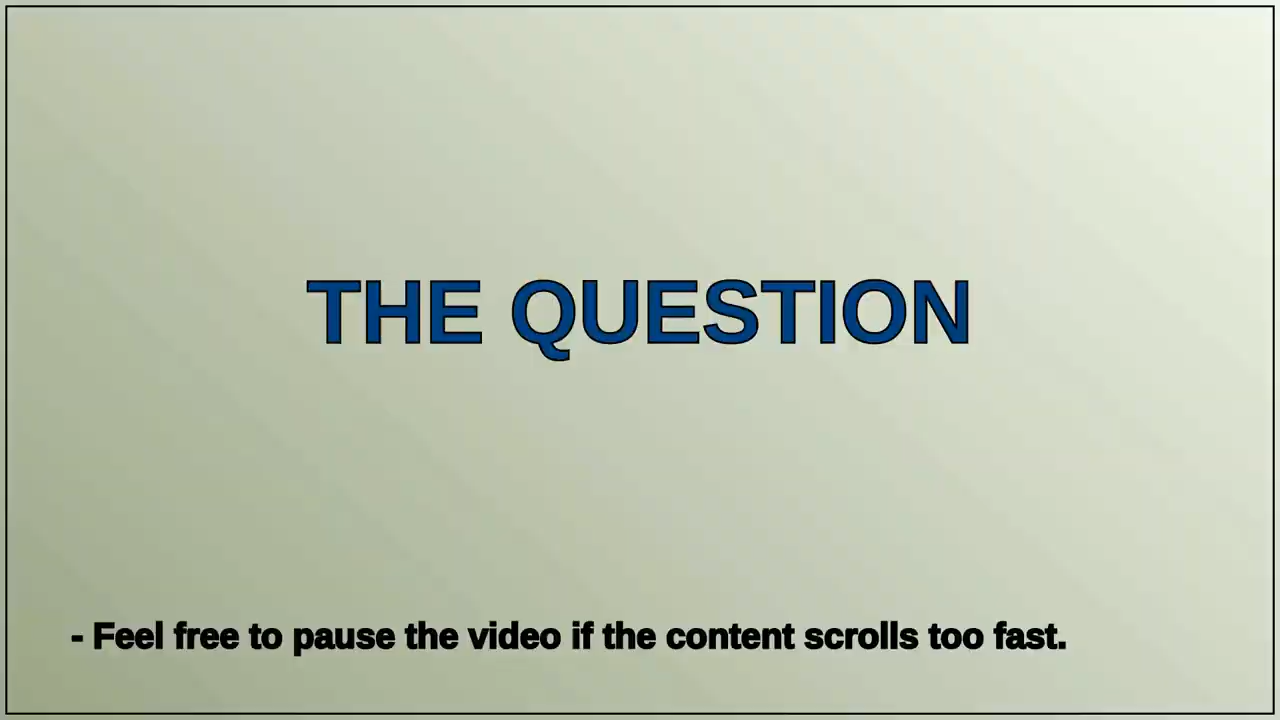 THE QUESTION
- Feel free to pause the video if the content scrolls too fast.